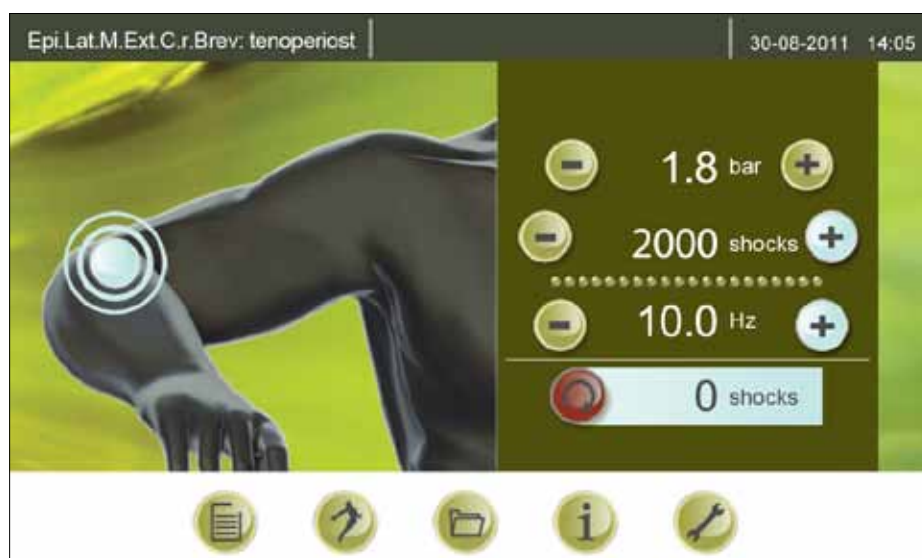 Epi.Lat.M.Ext.C.r.Brev: tenoperiost
30-08-2011 14:05
1.8 bar
2000 shocks
10.0 Hz
0 shocks